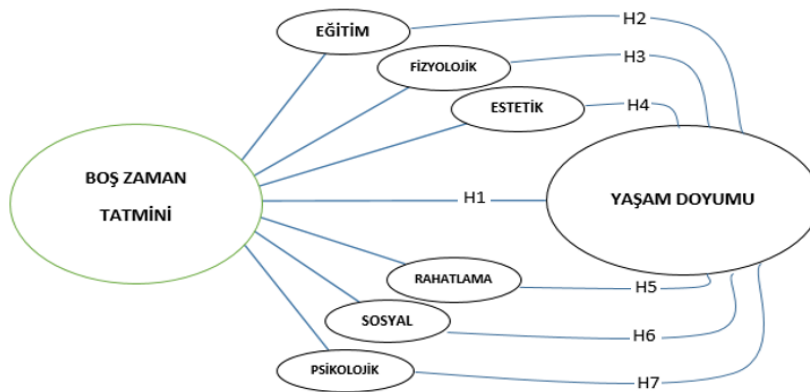 EĞİTİM
H2
FİZYOLOJİK
H3
ESTETİK
H4
BOŞ ZAMAN
TATMİNİ
H1
YAŞAM DOYUMU
RAHATLAMA
H5
SOSYAL
H6
PSİKOLOJİK
H7